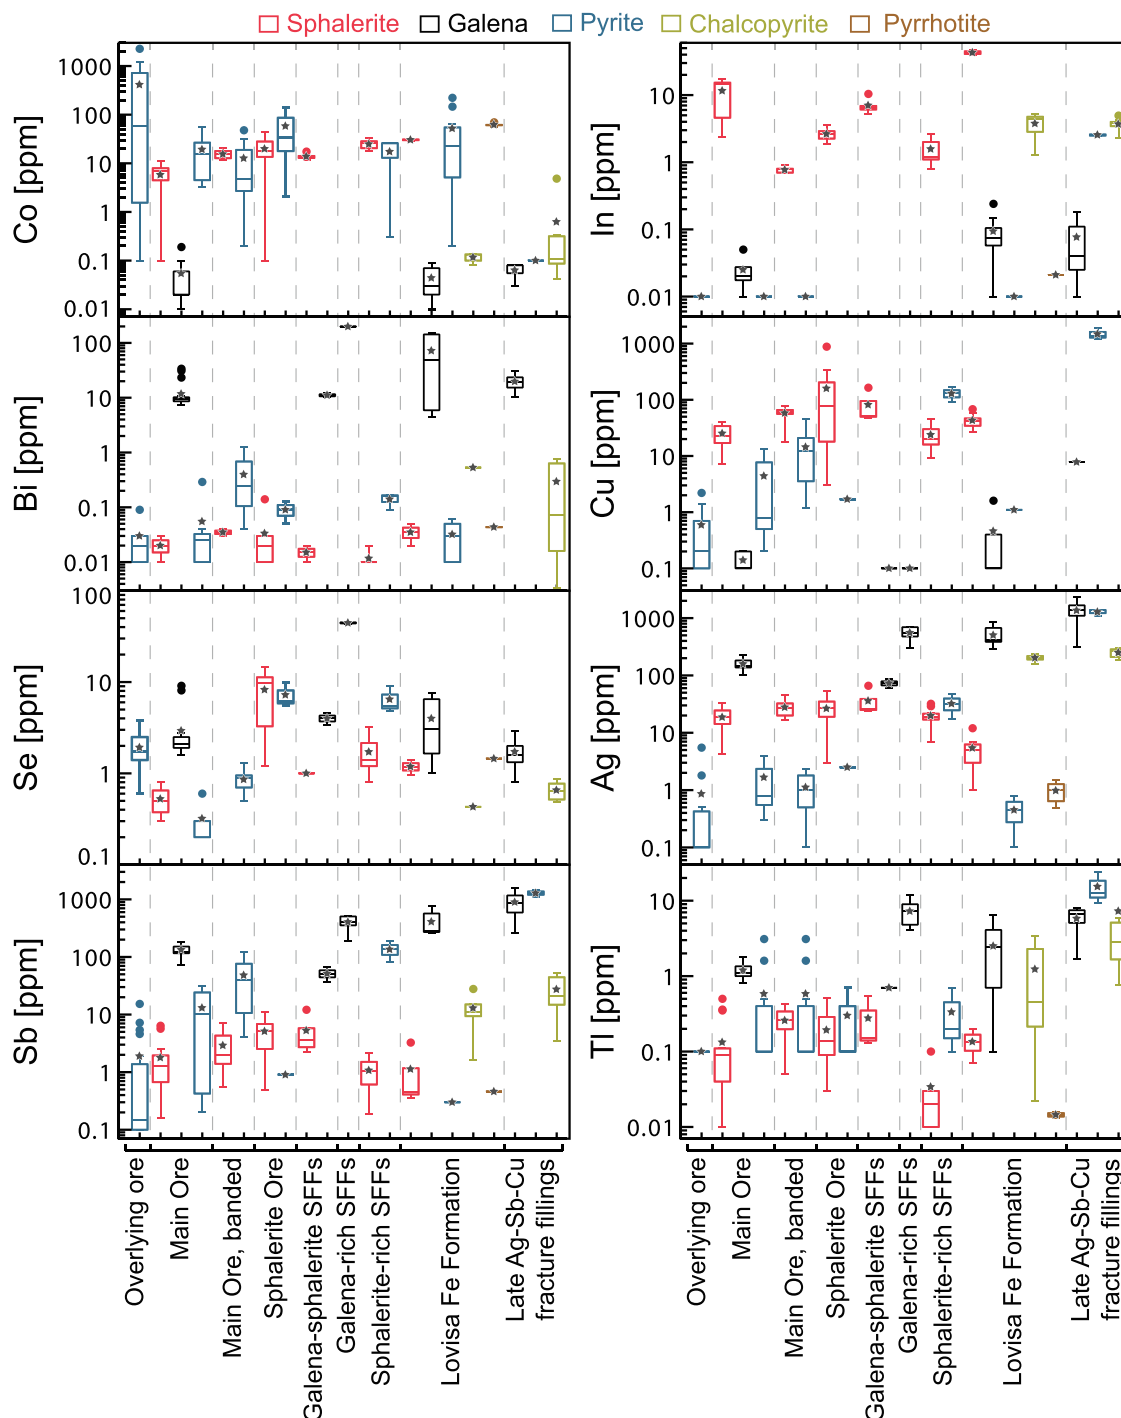 Sphalerite Galena Pyrite Chalcopyrite Pyrrhotite
Co [ppm]
1000
100
10
1
0.1
0.01
In [ppm]
10
1
0.1
0.01
Bi [ppm]
100
10
1
0.1
0.01
Cu [ppm]
1000
100
10
1
0.1
Se [ppm]
100
10
1
0.1
Ag [ppm]
1000
100
10
1
0.1
Sb [ppm]
1000
100
10
1
0.1
Tl [ppm]
10
1
0.1
0.01
Overlying ore
Main Ore
Main Ore, banded
Sphalerite Ore
Galena-sphalerite SFFs
Galena-rich SFFs
Sphalerite-rich SFFs
Lovisa Fe Formation
Late Ag-Sb-Cu
fracture fillings
Overlying ore
Main Ore
Main Ore, banded
Sphalerite Ore
Galena-sphalerite SFFs
Galena-rich SFFs
Sphalerite-rich SFFs
Lovisa Fe Formation
Late Ag-Sb-Cu
fracture fillings